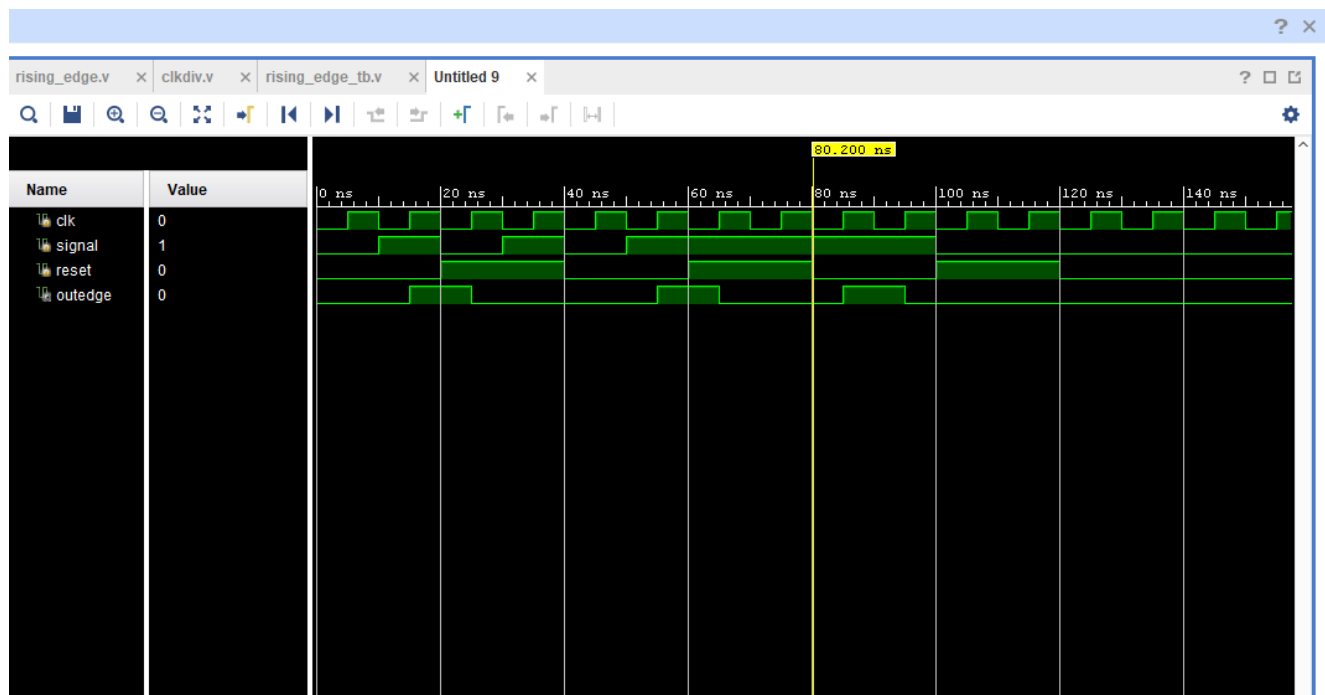 ? ×
rising_edge.v × clkdiv.v × rising_edge_tb.v × Untitled 9 × ?
80.200 ns
Name Value 0 ns 20 ns 40 ns 60 ns 80 ns 100 ns 120 ns 140 ns
clk 0
signal 1
reset 0
outedge 0